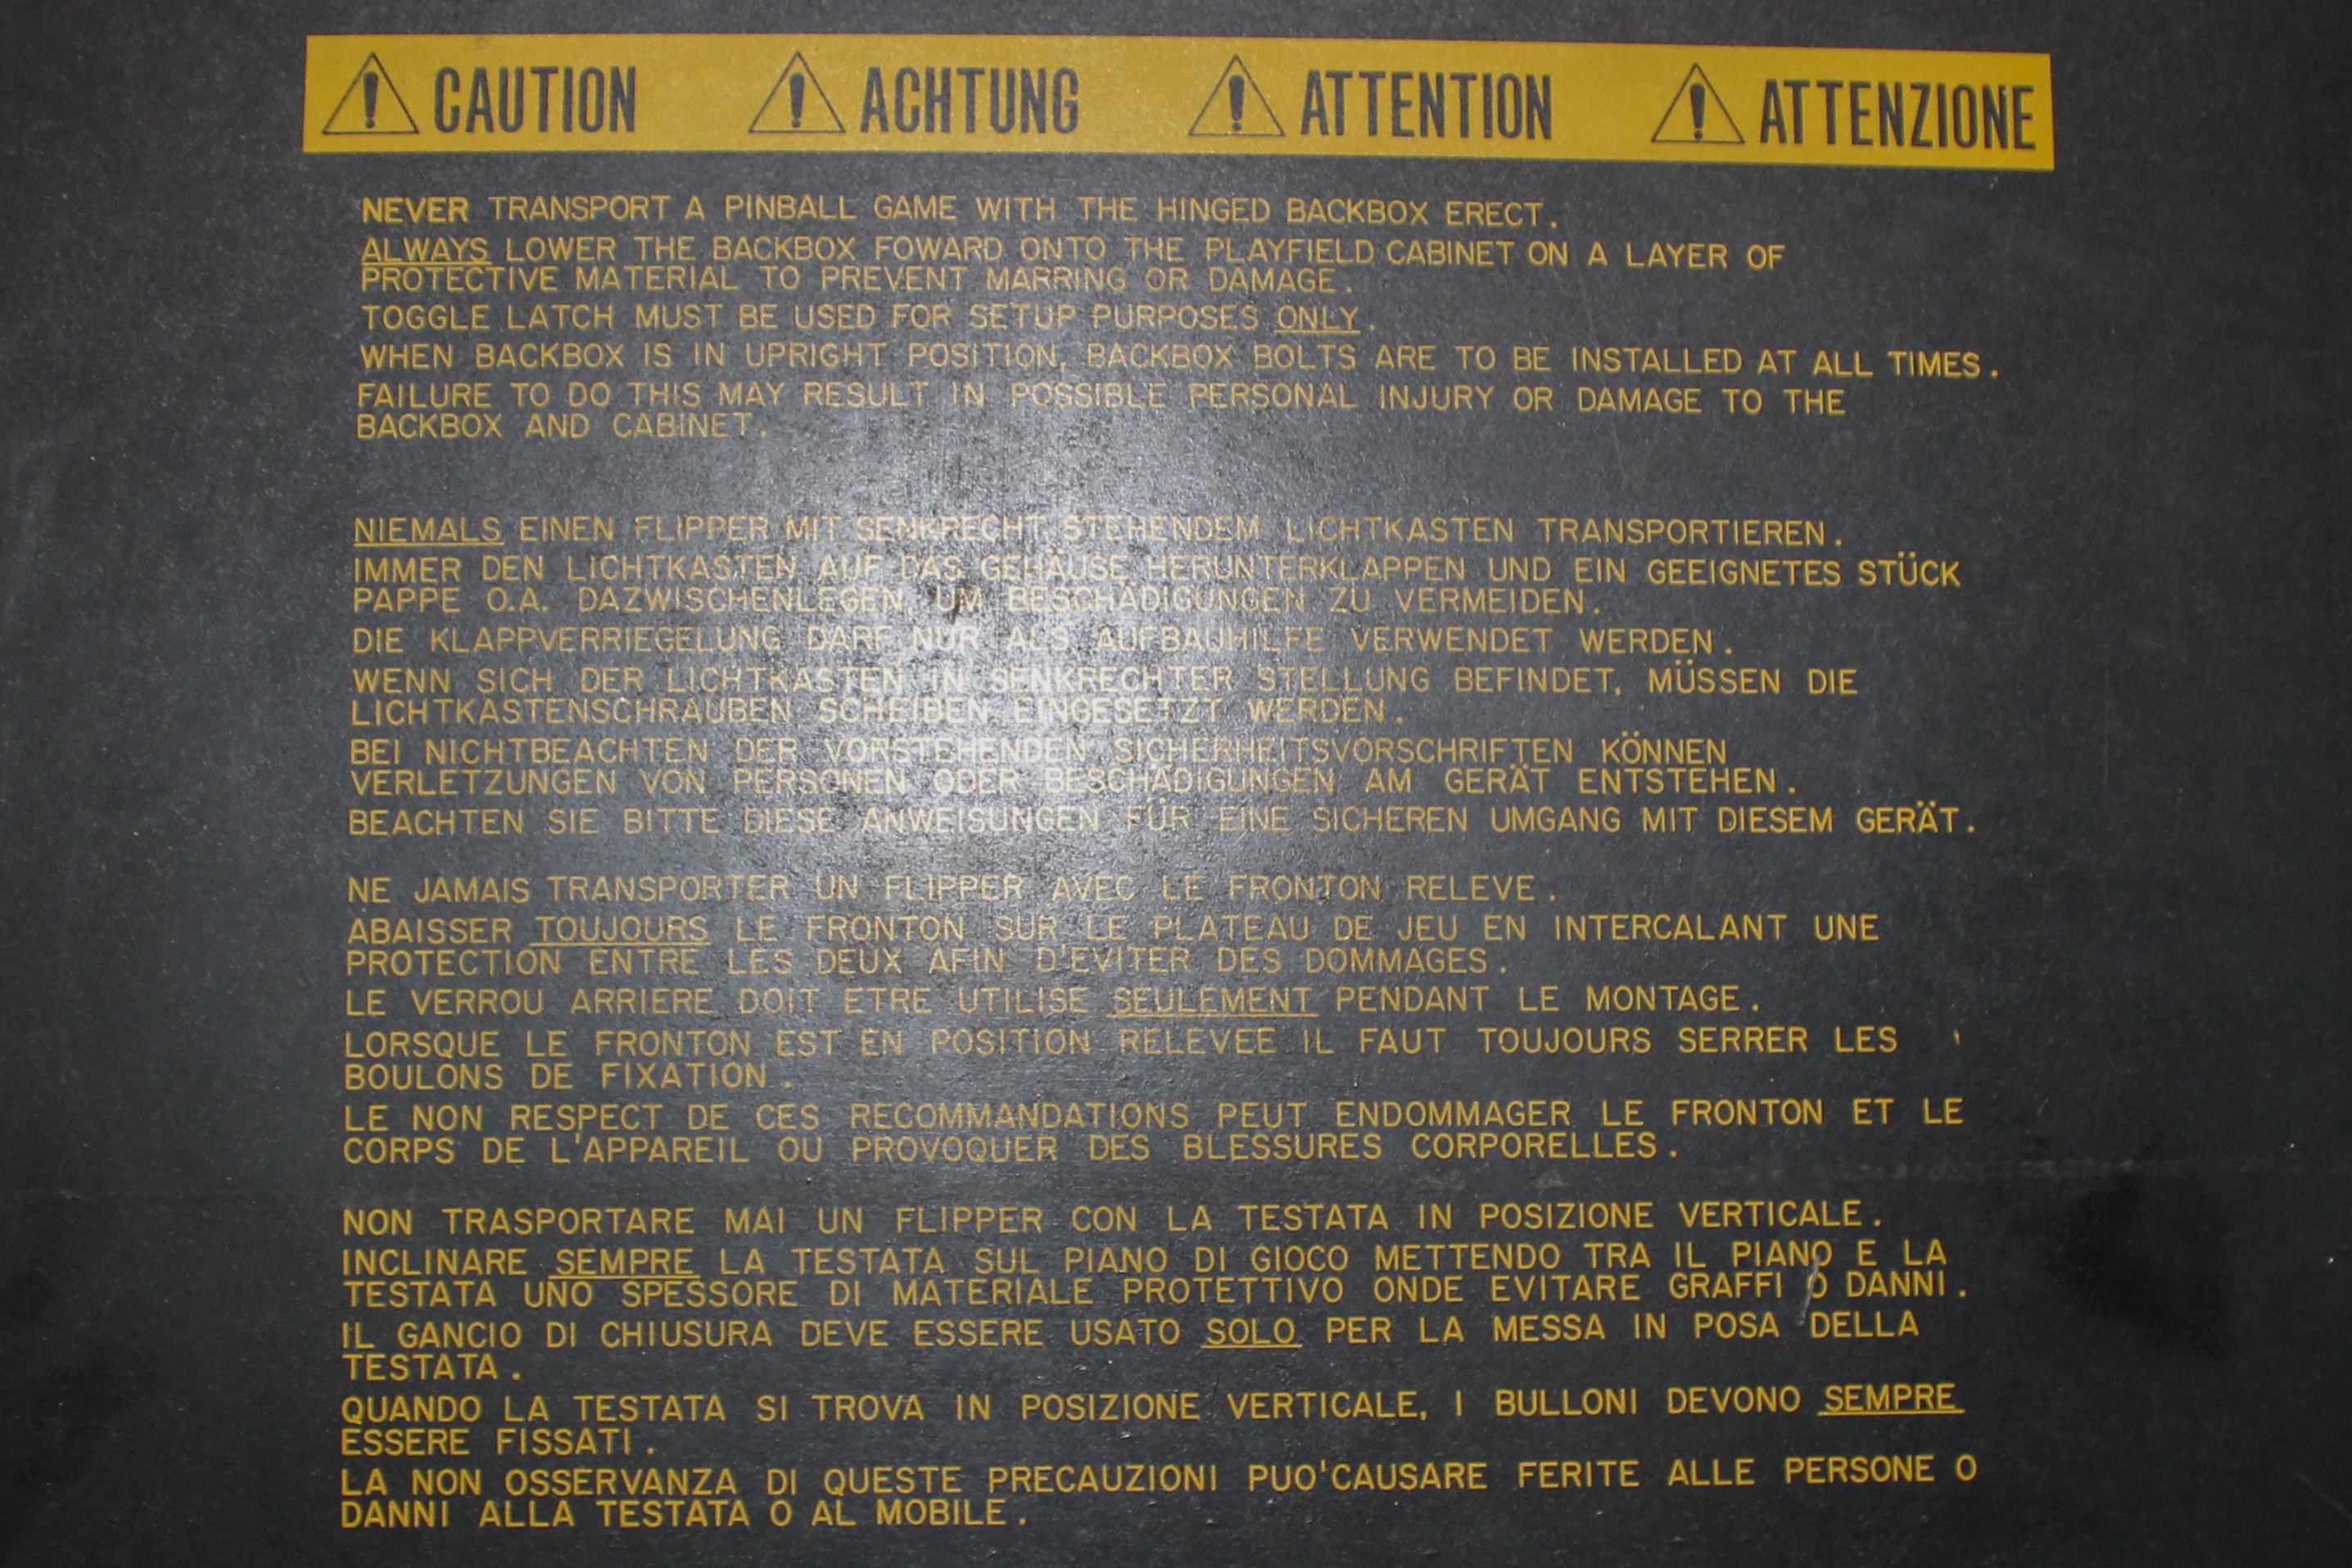 CAUTION ACHTUNG ATTENTION ATTENZIONE
NEVER TRANSPORT A PINBALL GAME WITH THE HINGED BACKBOX ERECT.
ALWAYS LOWER THE BACKBOX FOWARD ONTO THE PLAYFIELD CABINET ON A LAYER OF
PROTECTIVE MATERIAL TO PREVENT MARRING OR DAMAGE.
TOGGLE LATCH MUST BE USED FOR SETUP PURPOSES ONLY.
WHEN BACKBOX IS IN UPRIGHT POSITION, BACKBOX BOLTS ARE TO BE INSTALLED AT ALL TIMES.
FAILURE TO DO THIS MAY RESULT IN POSSIBLE PERSONAL INJURY OR DAMAGE TO THE
BACKBOX AND CABINET.
NIEMALS EINEN FLIPPER MIT SENKRECHT STEHENDEM LICHTKASTEN TRANSPORTIEREN.
IMMER DEN LICHTKASTEN AUF DAS GEHÄUSE HERUNTERKLAPPEN UND EIN GEEIGNETES STÜCK
PAPPE O.A. DAZWISCHENLEGEN, UM BESCHÄDIGUNGEN ZU VERMEIDEN.
DIE KLAPPVERRIEGELUNG DARF NUR ALS AUFBAUHILFE VERWENDET WERDEN.
WENN SICH DER LICHTKASTEN IN SENKRECHTER STELLUNG BEFINDET, MÜSSEN DIE
LICHTKASTENSCHRAUBEN SCHEIBEN EINGESETZT WERDEN.
BEI NICHTBEACHTEN DER VORSTEHENDEN SICHERHEITSVORSCHRIFTEN KÖNNEN
VERLETZUNGEN VON PERSONEN ODER BESCHÄDIGUNGEN AM GERÄT ENTSTEHEN.
BEACHTEN SIE BITTE DIESE ANWEISUNGEN FÜR EINE SICHEREN UMGANG MIT DIESEM GERÄT.
NE JAMAIS TRANSPORTER UN FLIPPER AVEC LE FRONTON RELEVE.
ABAISSER TOUJOURS LE FRONTON SUR LE PLATEAU DE JEU EN INTERCALANT UNE
PROTECTION ENTRE LES DEUX AFIN D'EVITER DES DOMMAGES.
LE VERROU ARRIERE DOIT ETRE UTILISE SEULEMENT PENDANT LE MONTAGE.
LORSQUE LE FRONTON EST EN POSITION RELEVEE IL FAUT TOUJOURS SERRER LES
BOULONS DE FIXATION.
LE NON RESPECT DE CES RECOMMANDATIONS PEUT ENDOMMAGER LE FRONTON ET LE
CORPS DE L'APPAREIL OU PROVOQUER DES BLESSURES CORPORELLES.
NON TRASPORTARE MAI UN FLIPPER CON LA TESTATA IN POSIZIONE VERTICALE.
INCLINARE SEMPRE LA TESTATA SUL PIANO DI GIOCO METTENDO TRA IL PIANO E LA
TESTATA UNO SPESSORE DI MATERIALE PROTETTIVO ONDE EVITARE GRAFFI O DANNI.
IL GANCIO DI CHIUSURA DEVE ESSERE USATO SOLO PER LA MESSA IN POSA DELLA
TESTATA.
QUANDO LA TESTATA SI TROVA IN POSIZIONE VERTICALE, I BULLONI DEVONO SEMPRE
ESSERE FISSATI.
LA NON OSSERVANZA DI QUESTE PRECAUZIONI PUO'CAUSARE FERITE ALLE PERSONE O
DANNI ALLA TESTATA O AL MOBILE.